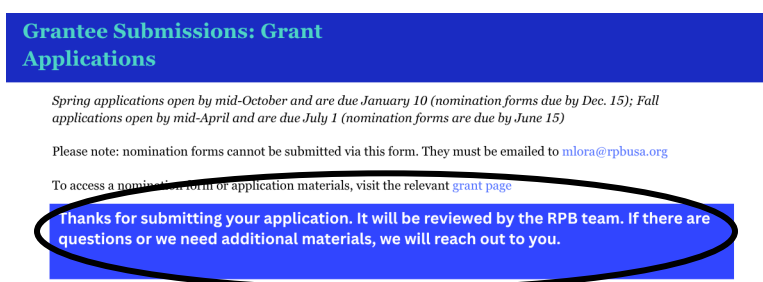 Grantee Submissions: Grant
Applications
Spring applications open by mid-October and are due January 10 (nomination forms due by Dec. 15); Fall
applications open by mid-April and are due July 1 (nomination forms are due by June 15)
Please note: nomination forms cannot be submitted via this form. They must be emailed to mlora@rpbusa.org
To access a nomination form or application materials, visit the relevant grant page
Thanks for submitting your application. It will be reviewed by the RPB team. If there are
questions or we need additional materials, we will reach out to you.